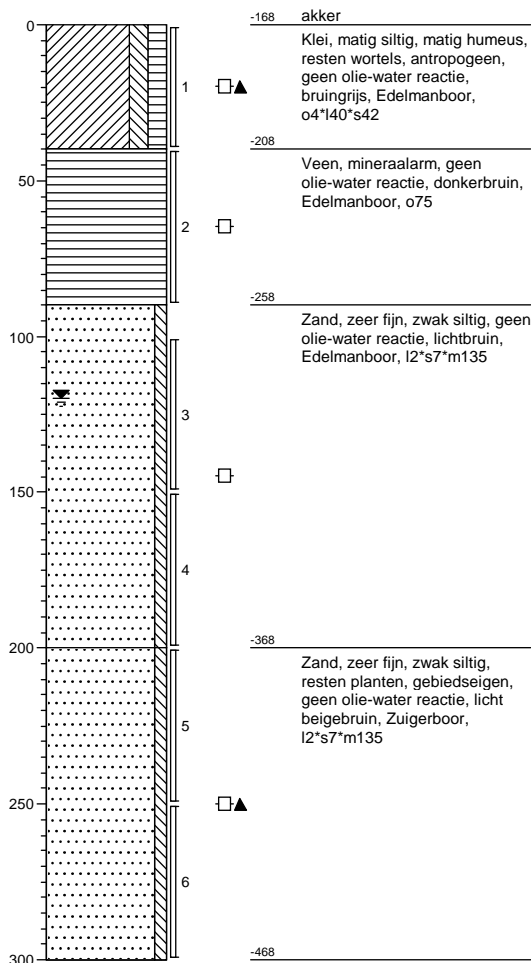 -168 akker
0
Klei, matig siltig, matig humeus,
resten wortels, antropogeen,
geen olie-water reactie,
bruingrijs, Edelmanboor,
o4*l40*s42
1
-208
Veen, mineraalarm, geen
olie-water reactie, donkerbruin,
Edelmanboor, o75
50
2
-258
Zand, zeer fijn, zwak siltig, geen
olie-water reactie, lichtbruin,
Edelmanboor, l2*s7*m135
100
3
150
4
-368
200
Zand, zeer fijn, zwak siltig,
resten planten, gebiedseigen,
geen olie-water reactie, licht
beigebruin, Zuigerboor,
l2*s7*m135
5
250
6
-468
300